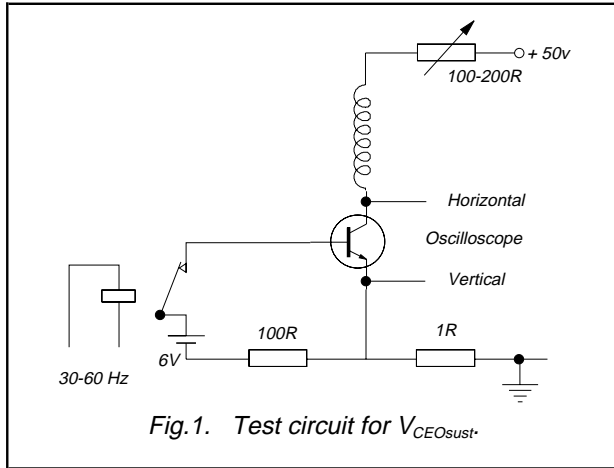 + 50v
100-200R
Horizontal
Oscilloscope
Vertical
100R
1R
6V
30-60 Hz
Fig.1. Test circuit for VCEOsust.